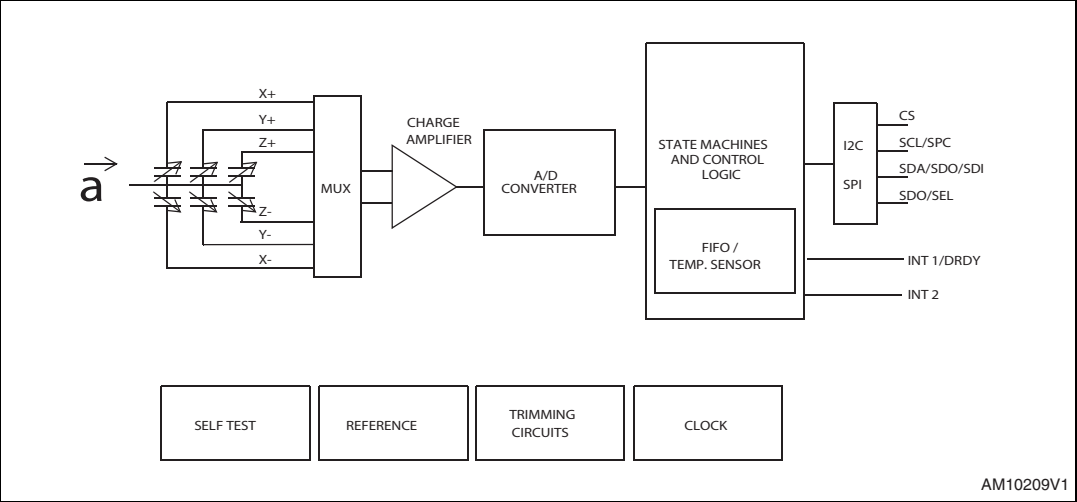 X+
Y+
Z+
a
Z-
Y-
X-
MUX
CHARGE
AMPLIFIER
A/D
CONVERTER
STATE MACHINES
AND CONTROL
LOGIC
FIFO /
TEMP. SENSOR
I2C
SPI
CS
SCL/SPC
SDA/SDO/SDI
SDO/SEL
INT 1/DRDY
INT 2
SELF TEST
REFERENCE
TRIMMING
CIRCUITS
CLOCK
AM10209V1